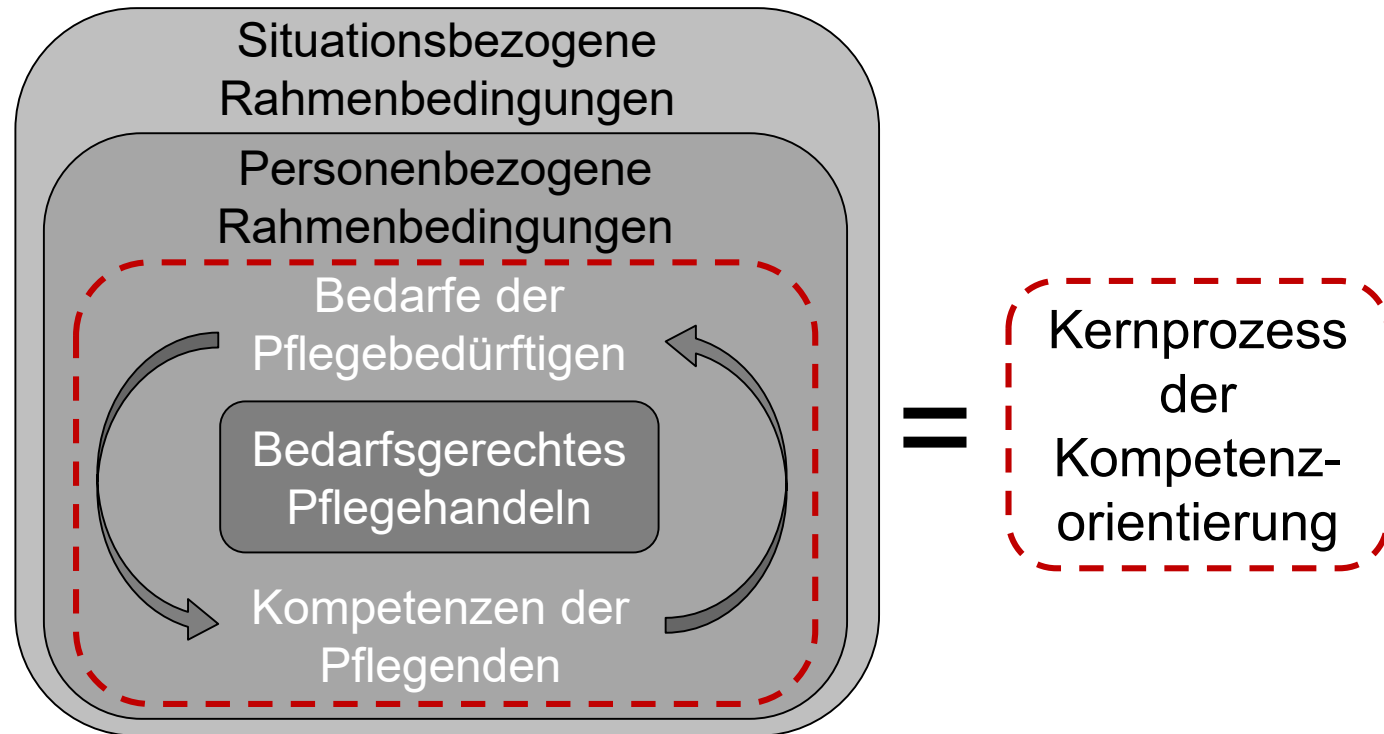 Situationsbezogene
Rahmenbedingungen
Personenbezogene
Rahmenbedingungen
Bedarfe der
Pflegebedürftigen
Bedarfsgerechtes
Pflegehandeln
Kompetenzen der
Pflegenden
=
Kernprozess
der
Kompetenz-
orientierung